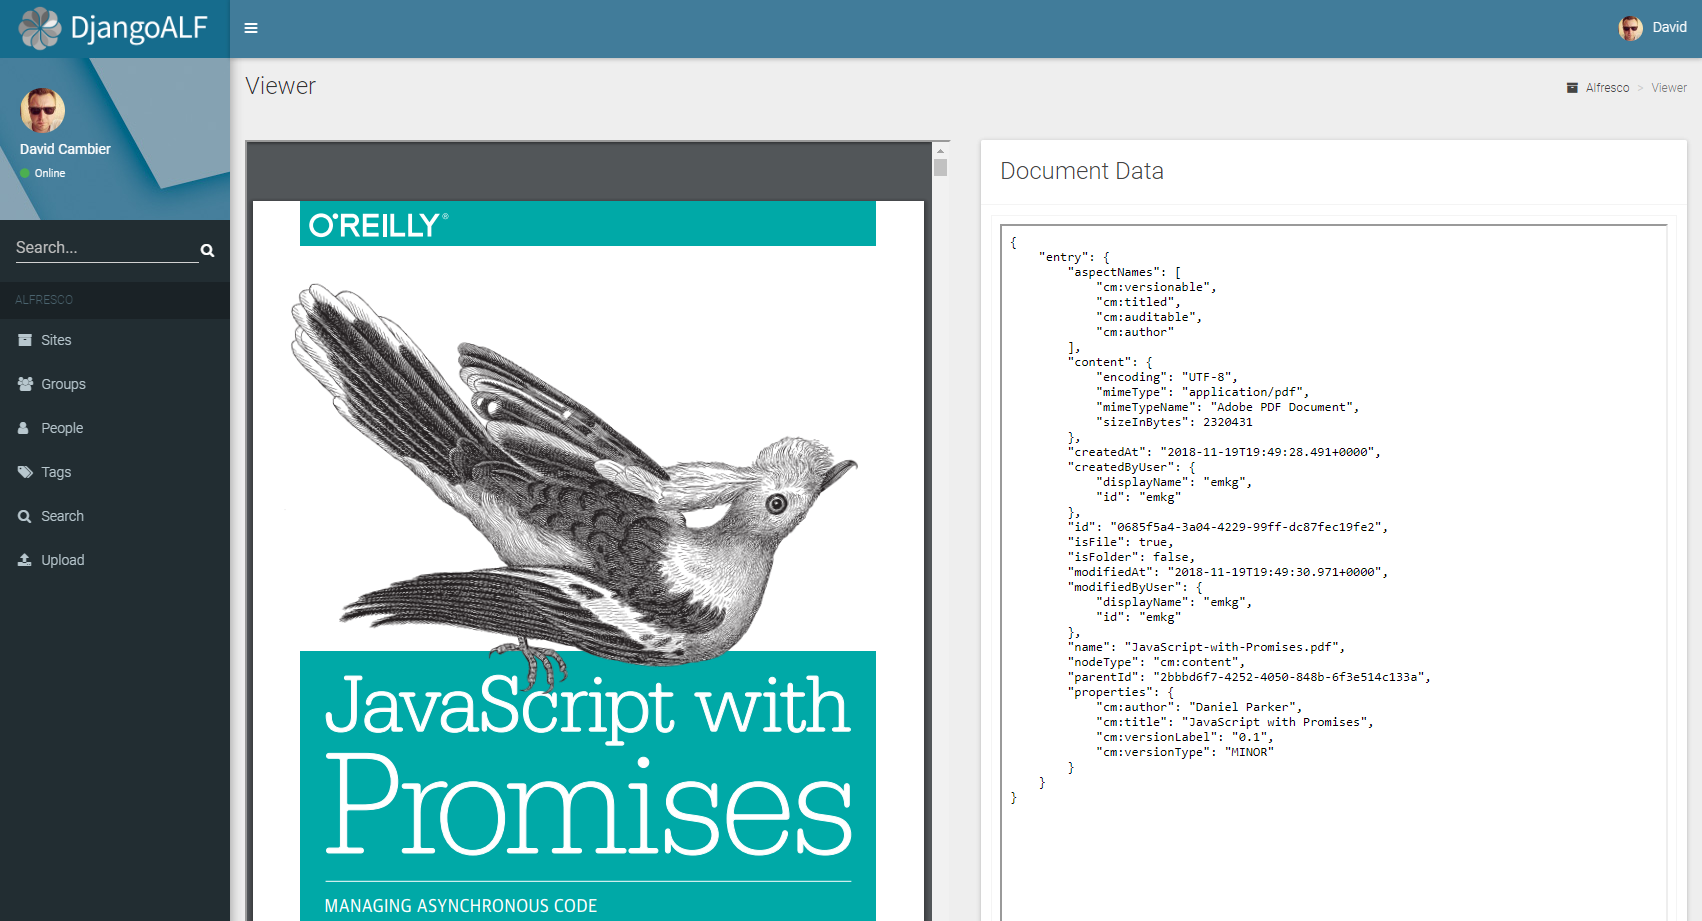 DjangoALF
David
David Cambier
Online
Search...
ALFRESCO
Sites
Groups
People
Tags
Search
Upload
Viewer
Alfresco > Viewer
O'REILLY®
JavaScript with
Promises
MANAGING ASYNCHRONOUS CODE
Document Data
{
    "entry": {
        "aspectNames": [
            "cm:versionable",
            "cm:titled",
            "cm:auditable",
            "cm:author"
        ],
        "content": {
            "encoding": "UTF-8",
            "mimeType": "application/pdf",
            "mimeTypeName": "Adobe PDF Document",
            "sizeInBytes": 2320431
        },
        "createdAt": "2018-11-19T19:49:28.491+0000",
        "createdByUser": {
            "displayName": "emkg",
            "id": "emkg"
        },
        "id": "0685f5a4-3a04-4229-99ff-dc87fec19fe2",
        "isFile": true,
        "isFolder": false,
        "modifiedAt": "2018-11-19T19:49:30.971+0000",
        "modifiedByUser": {
            "displayName": "emkg",
            "id": "emkg"
        },
        "name": "JavaScript-with-Promises.pdf",
        "nodeType": "cm:content",
        "parentId": "2bbbd6f7-4252-4050-848b-6f3e514c133a",
        "properties": {
            "cm:author": "Daniel Parker",
            "cm:title": "JavaScript with Promises",
            "cm:versionLabel": "0.1",
            "cm:versionType": "MINOR"
        }
    }
}